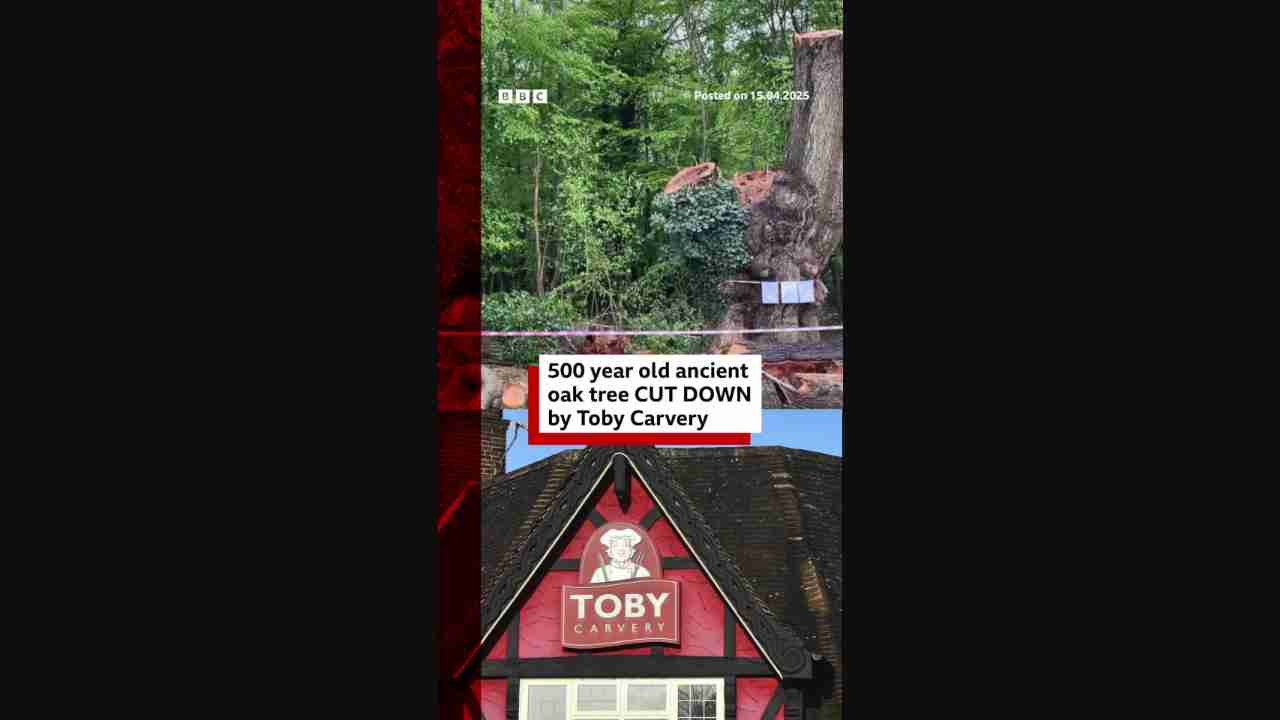 BBC
Posted on 15.04.2025
500 year old ancient
oak tree CUT DOWN
by Toby Carvery
TOBY
CARVERY